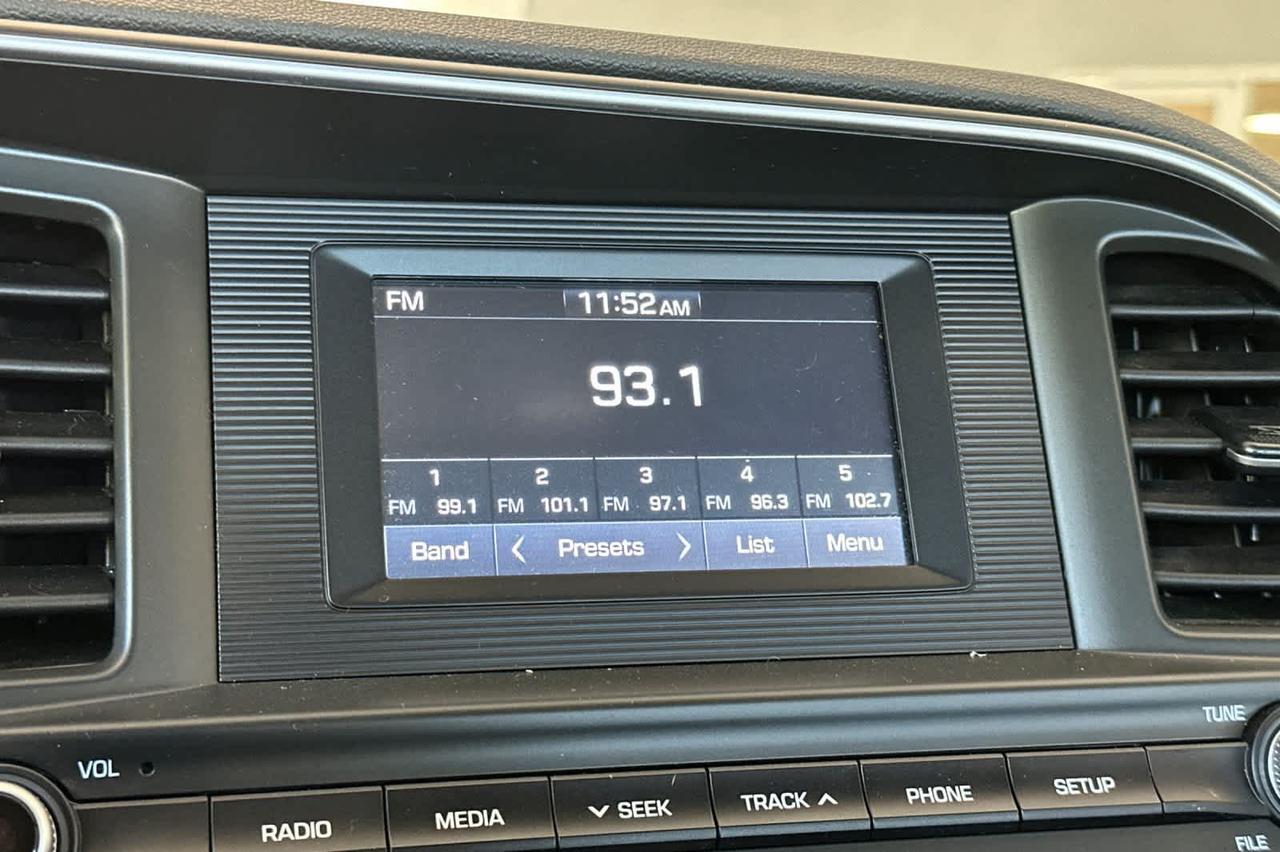 FM 11:52 AM
93.1
1 2 3 4 5
FM 99.1 FM 101.1 FM 97.1 FM 96.3 FM 102.7
Band < Presets > List Menu
TUNE
VOL
RADIO MEDIA SEEK TRACK PHONE SETUP
FILE